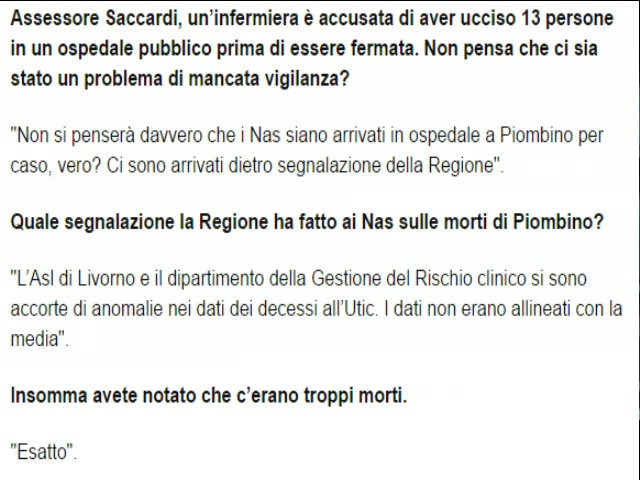 Assessore Saccardi, un’infermiera è accusata di aver ucciso 13 persone
in un ospedale pubblico prima di essere fermata. Non pensa che ci sia
stato un problema di mancata vigilanza?
"Non si penserà davvero che i Nas siano arrivati in ospedale a Piombino per
caso, vero? Ci sono arrivati dietro segnalazione della Regione".
Quale segnalazione la Regione ha fatto ai Nas sulle morti di Piombino?
"L’Asl di Livorno e il dipartimento della Gestione del Rischio clinico si sono
accorte di anomalie nei dati dei decessi all’Utic. I dati non erano allineati con la
media".
Insomma avete notato che c’erano troppi morti.
"Esatto".